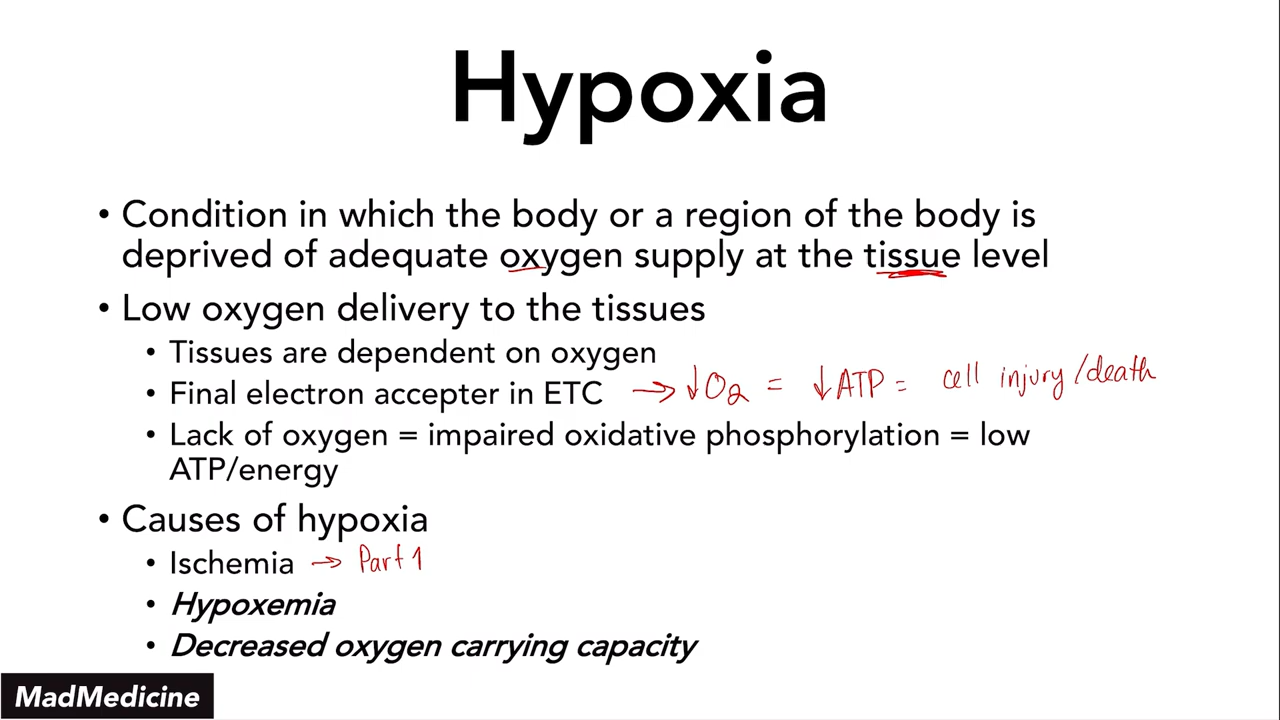 Hypoxia
• Condition in which the body or a region of the body is
deprived of adequate oxygen supply at the tissue level
• Low oxygen delivery to the tissues
• Tissues are dependent on oxygen
• Final electron accepter in ETC → ↓O₂ = ↓ATP = cell injury/death
• Lack of oxygen = impaired oxidative phosphorylation = low
ATP/energy
• Causes of hypoxia
• Ischemia → Part 1
• Hypoxemia
• Decreased oxygen carrying capacity
MadMedicine